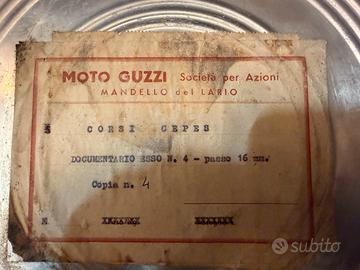 MOTO GUZZI Società per Azioni
MANDELLO del LARIO
CORSI CEPES
DOCUMENTARIO ESSO N. 4 - passo 16 mm.
Copia n. 4
subito